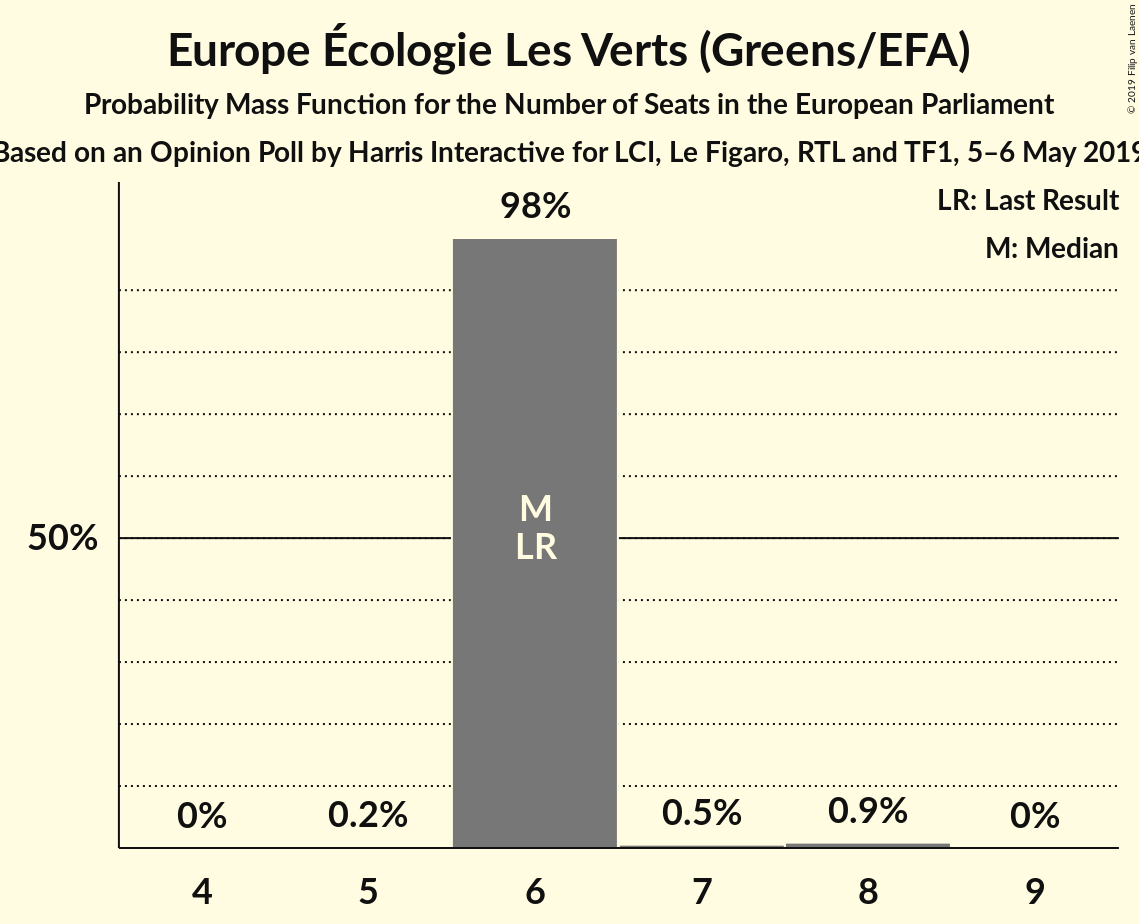 Europe Écologie Les Verts (Greens/EFA)
Probability Mass Function for the Number of Seats in the European Parliament
Based on an Opinion Poll by Harris Interactive for LCI, Le Figaro, RTL and TF1, 5–6 May 2019
© 2019 Filip van Laenen
LR: Last Result
M: Median
98%
M
LR
50%
0%
0.2%
0.5%
0.9%
0%
4
5
6
7
8
9